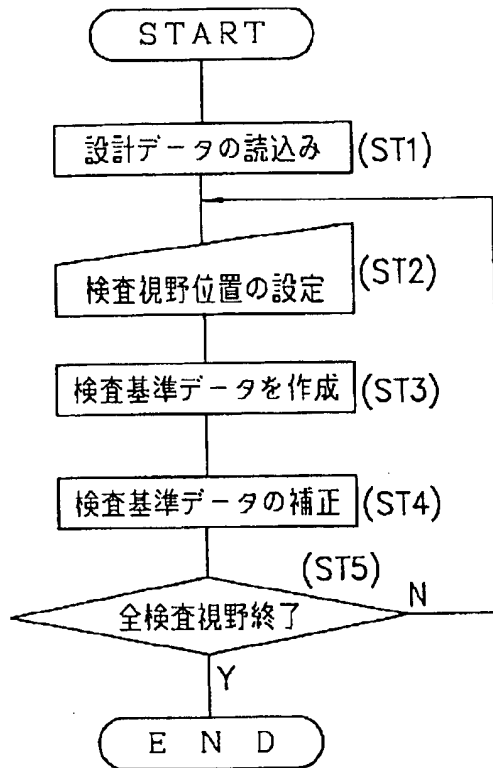 START
設計データの読込み (ST1)
検査視野位置の設定 (ST2)
検査基準データを作成 (ST3)
検査基準データの補正 (ST4)
(ST5)
全検査視野終了 N
Y
END